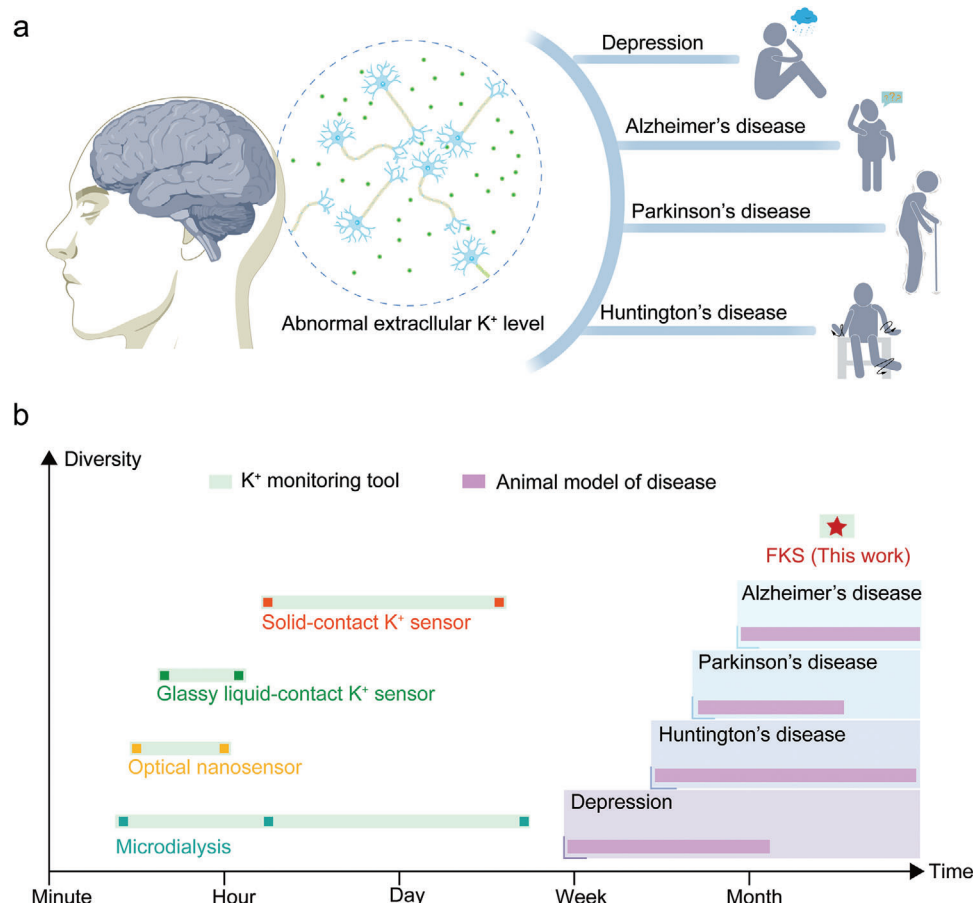 a
Depression
Alzheimer's disease
Parkinson's disease
Huntington's disease
Abnormal extracllular K⁺ level
b
Diversity
K⁺ monitoring tool
Animal model of disease
FKS (This work)
Alzheimer's disease
Solid-contact K⁺ sensor
Parkinson's disease
Glassy liquid-contact K⁺ sensor
Huntington's disease
Optical nanosensor
Depression
Microdialysis
Time
Minute
Hour
Day
Week
Month